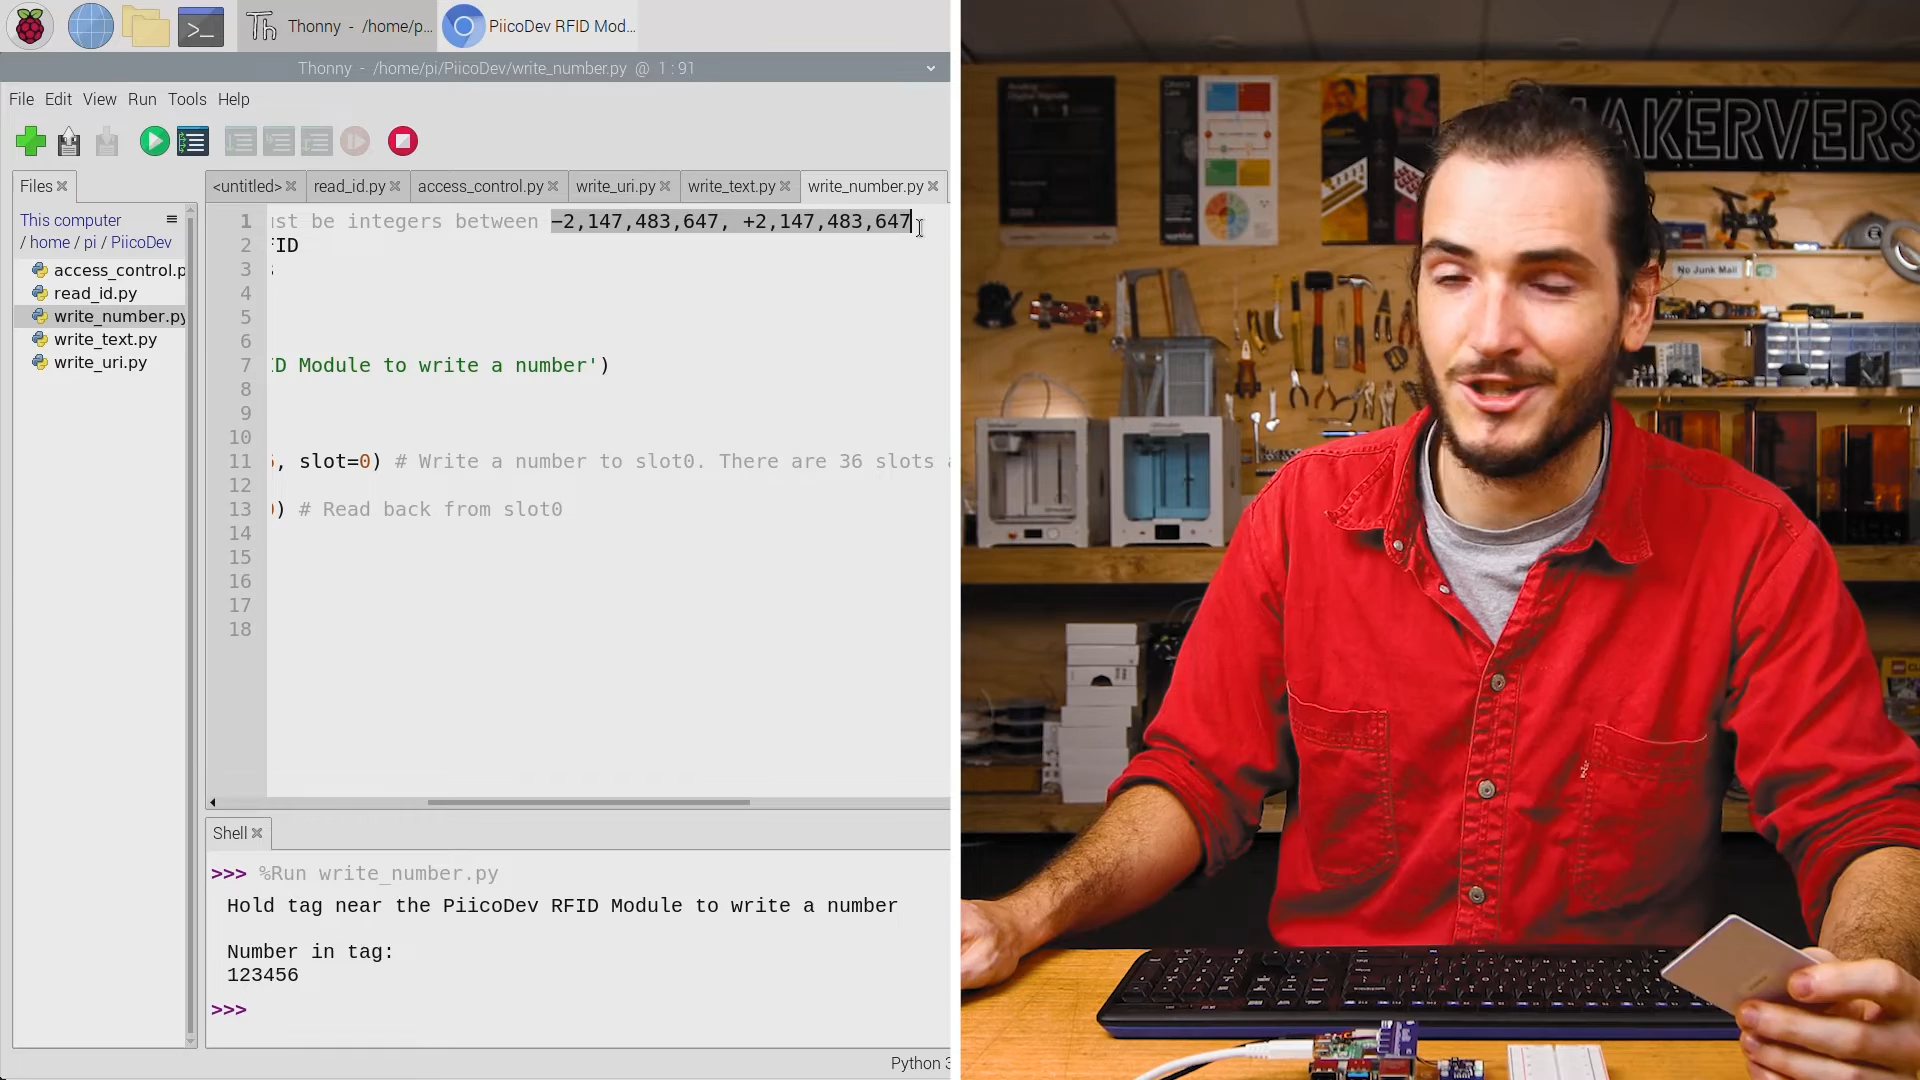 Thonny - /home/p...
PiicoDev RFID Mod...
Thonny - /home/pi/PiicoDev/write_number.py @ 1 : 91
File Edit View Run Tools Help
Files
<untitled> read_id.py access_control.py write_uri.py write_text.py write_number.py
This computer
/ home / pi / PiicoDev
access_control.p
read_id.py
write_number.py
write_text.py
write_uri.py
1 ust be integers between −2,147,483,647, +2,147,483,647
2 FID
3
4
5
6
7 ID Module to write a number')
8
9
10
11 , slot=0) # Write a number to slot0. There are 36 slots a
12
13 ) # Read back from slot0
14
15
16
17
18
Shell
>>> %Run write_number.py
Hold tag near the PiicoDev RFID Module to write a number
Number in tag:
123456
>>>
Python 3
MAKERVERS
No Junk Mail